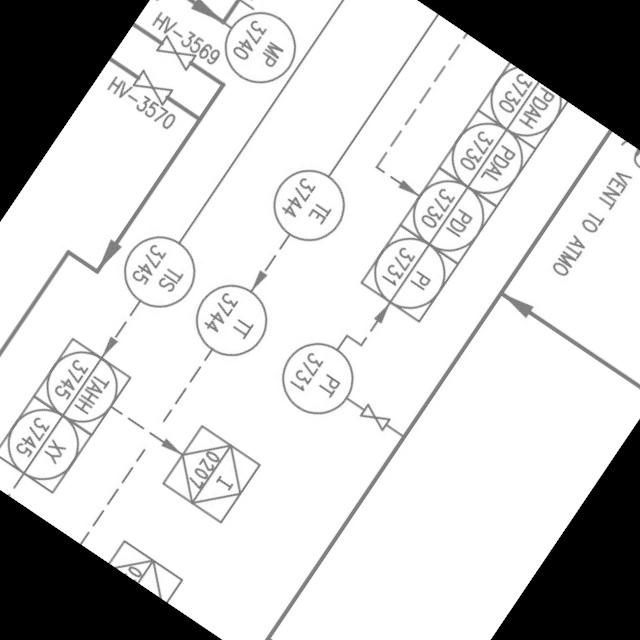 HV-3569
HV-3570
MP
3740
PDAH
3730
PDAL
3730
PDI
3730
PI
3731
VENT TO ATMO
TE
3744
TIS
3745
TT
3744
PT
3731
TAHH
3745
XY
3745
1
0207